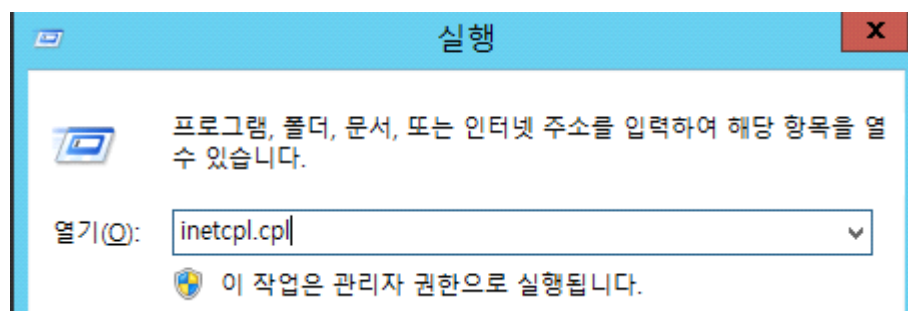 실행
프로그램, 폴더, 문서, 또는 인터넷 주소를 입력하여 해당 항목을 열
수 있습니다.
열기(O): inetcpl.cpl
이 작업은 관리자 권한으로 실행됩니다.